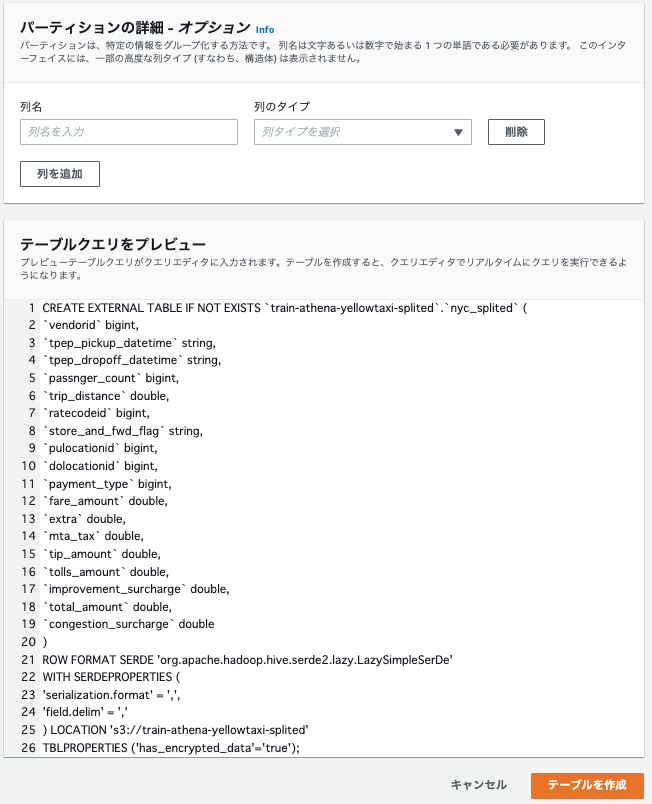 パーティションの詳細 - オプション Info
パーティションは、特定の情報をグループ化する方法です。 列名は文字あるいは数字で始まる 1 つの単語である必要があります。 このインターフェイスには、一部の高度な列タイプ (すなわち、構造体) は表示されません。
列名
列のタイプ
列名を入力
列タイプを選択
削除
列を追加
テーブルクエリをプレビュー
プレビューテーブルクエリがクエリエディタに入力されます。テーブルを作成すると、クエリエディタでリアルタイムにクエリを実行できるようになります。
1 CREATE EXTERNAL TABLE IF NOT EXISTS `train-athena-yellowtaxi-splited`.`nyc_splited` (
2 `vendorid` bigint,
3 `tpep_pickup_datetime` string,
4 `tpep_dropoff_datetime` string,
5 `passnger_count` bigint,
6 `trip_distance` double,
7 `ratecodeid` bigint,
8 `store_and_fwd_flag` string,
9 `pulocationid` bigint,
10 `dolocationid` bigint,
11 `payment_type` bigint,
12 `fare_amount` double,
13 `extra` double,
14 `mta_tax` double,
15 `tip_amount` double,
16 `tolls_amount` double,
17 `improvement_surcharge` double,
18 `total_amount` double,
19 `congestion_surcharge` double
20 )
21 ROW FORMAT SERDE 'org.apache.hadoop.hive.serde2.lazy.LazySimpleSerDe'
22 WITH SERDEPROPERTIES (
23 'serialization.format' = ',',
24 'field.delim' = ','
25 ) LOCATION 's3://train-athena-yellowtaxi-splited'
26 TBLPROPERTIES ('has_encrypted_data'='true');
キャンセル
テーブルを作成